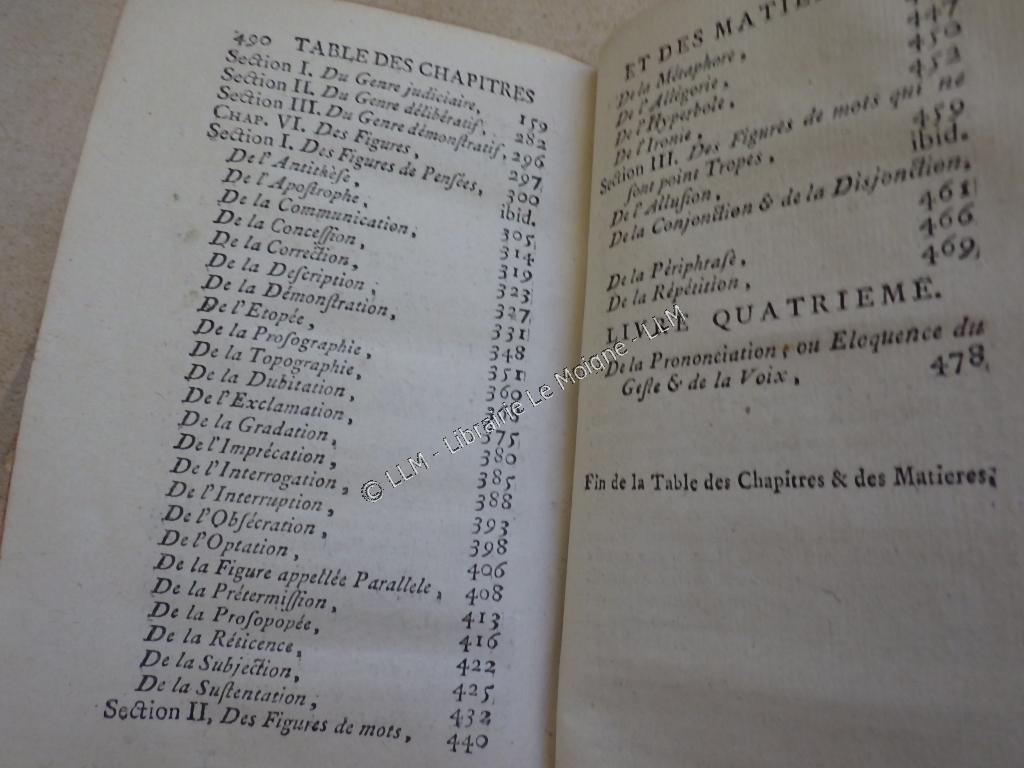 490 TABLE DES CHAPITRES
Section I. Du Genre judiciaire, 159
Section II. Du Genre délibératif, 282
Section III. Du Genre démonſtratif, 296
CHAP. VI. Des Figures, 297
Section I. Des Figures de Penſées, 300
De l'Antithèſe, ibid.
De l'Apoſtrophe, 305
De la Communication, 314
De la Conceſſion, 319
De la Correction, 323
De la Deſcription, 327
De la Démonſtration, 331
De l'Etopée, 348
De la Proſographie, 351
De la Topographie, 360
De la Dubitation,
De l'Exclamation, 375
De la Gradation, 380
De l'Imprécation, 385
De l'Interrogation, 388
De l'Interruption, 393
De l'Obſécration, 398
De l'Optation, 406
De la Figure appellée Parallele, 408
De la Prétermiſſion, 413
De la Proſopopée, 416
De la Réticence, 422
De la Subjection, 425
De la Suſtentation, 432
Section II, Des Figures de mots, 440
ET DES MATIE
De la Métaphore, 447
De l'Allégorie, 450
De l'Hyperbole, 452
De l'Ironie,
Section III. Des Figures de mots qui ne
ſont point Tropes, 459
De l'Alluſion, ibid.
De la Conjonction & de la Disjonction,
461
De la Périphraſe, 466
De la Répétition, 469
LIVRE QUATRIEME.
De la Prononciation, ou Eloquence du
Geſte & de la Voix, 478
Fin de la Table des Chapitres & des Matieres.
© LLM - Librairie Le Moigne - LLM